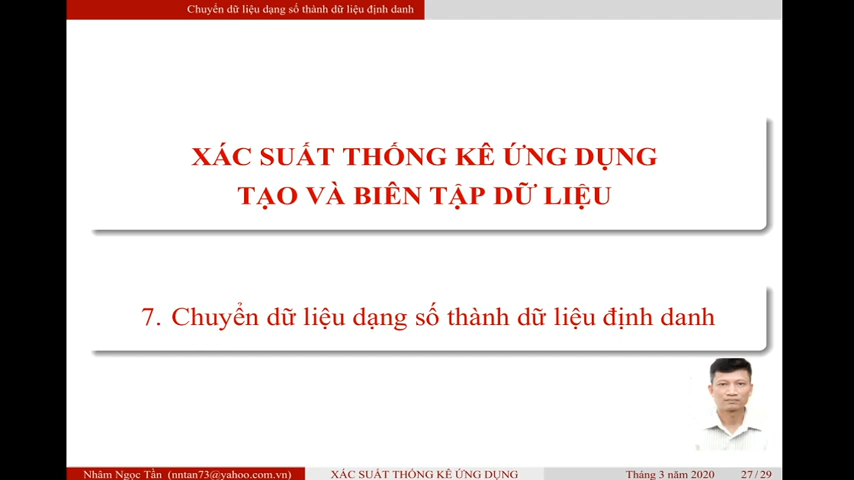 Chuyển dữ liệu dạng số thành dữ liệu định danh
XÁC SUẤT THỐNG KÊ ỨNG DỤNG
TẠO VÀ BIÊN TẬP DỮ LIỆU
7. Chuyển dữ liệu dạng số thành dữ liệu định danh
Nhâm Ngọc Tần (nntan73@yahoo.com.vn) XÁC SUẤT THỐNG KÊ ỨNG DỤNG Tháng 3 năm 2020 27 / 29